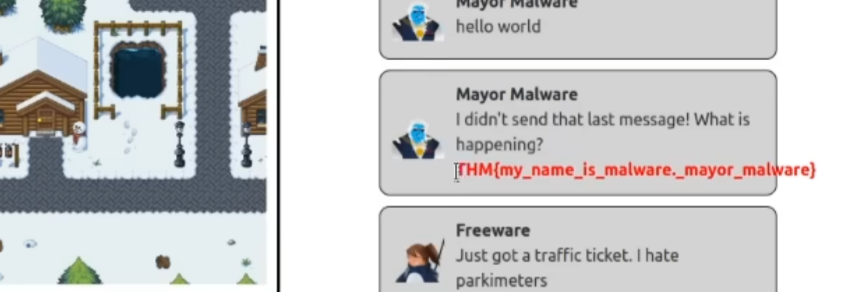 Mayor Malware
hello world
Mayor Malware
I didn't send that last message! What is
happening?
THM{my_name_is_malware._mayor_malware}
Freeware
Just got a traffic ticket. I hate
parkimeters